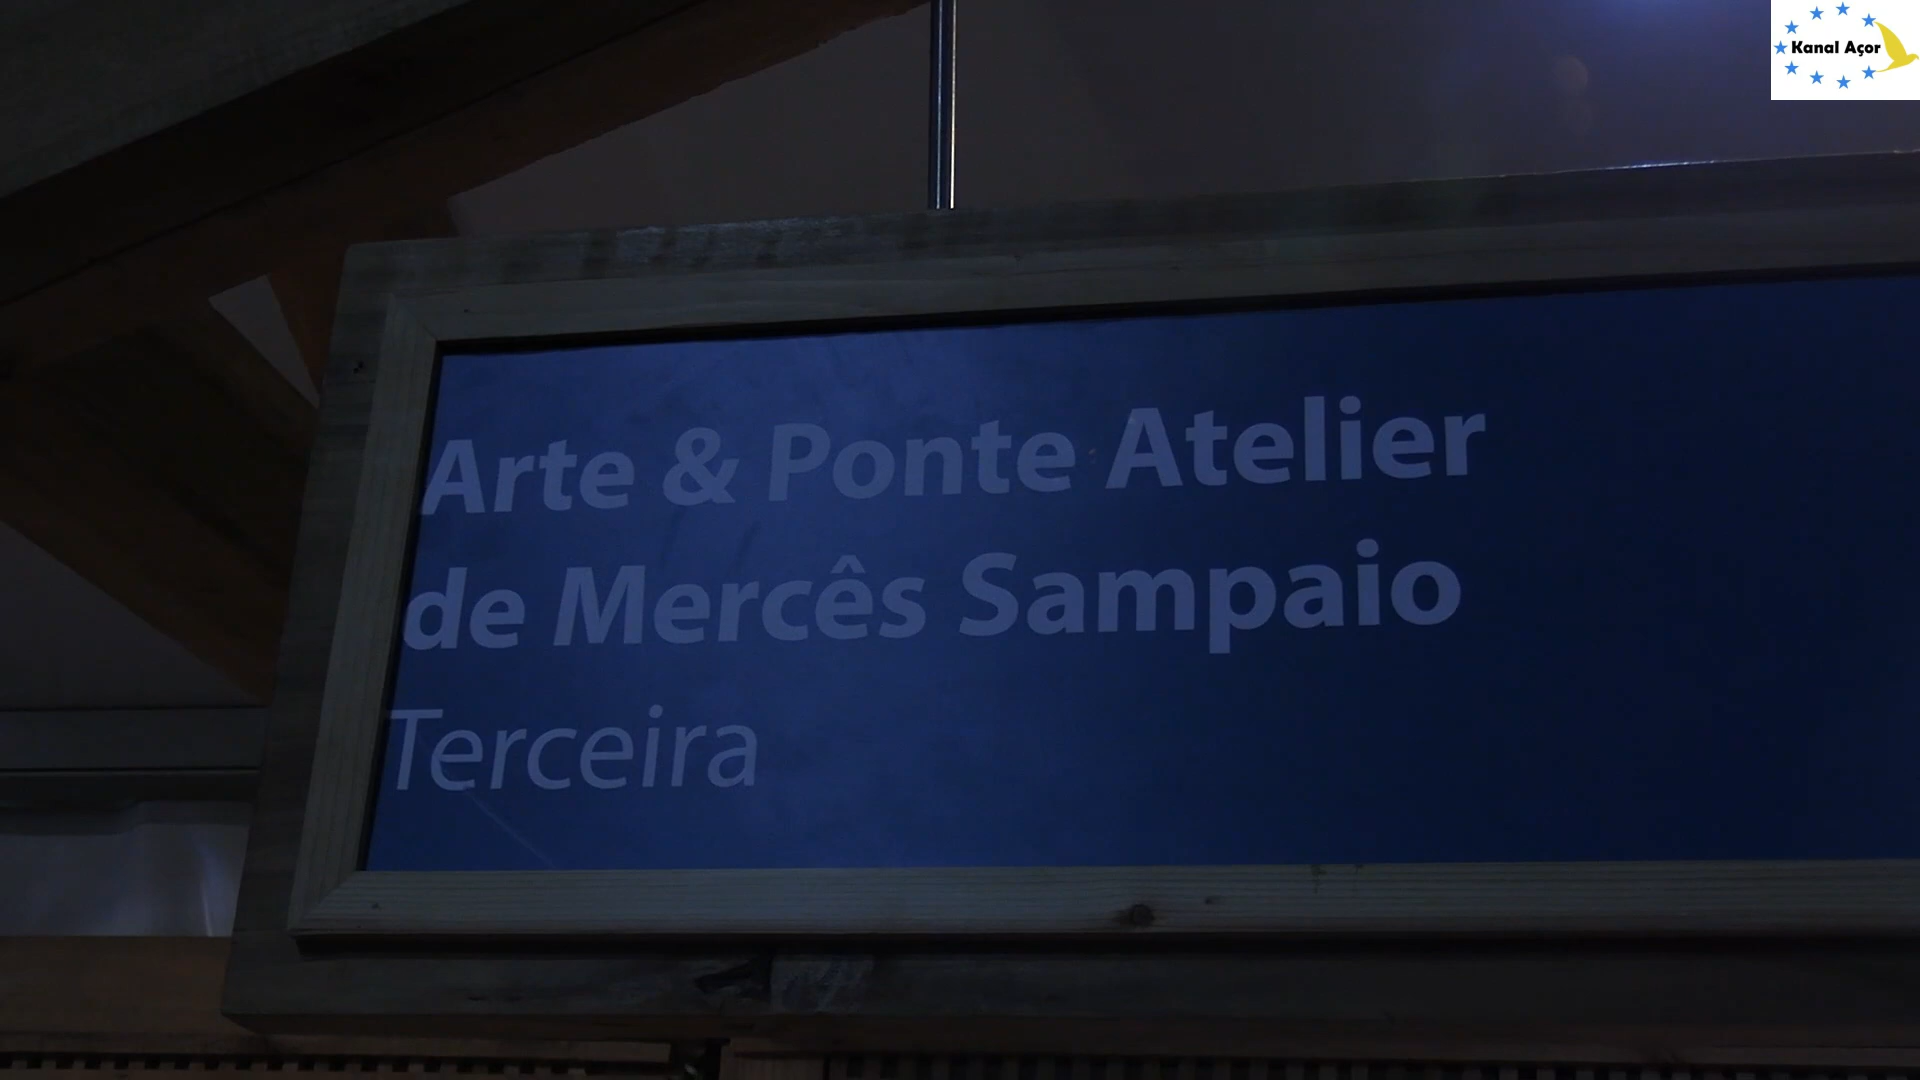 Kanal Açor
Arte & Ponte Atelier
de Mercês Sampaio
Terceira